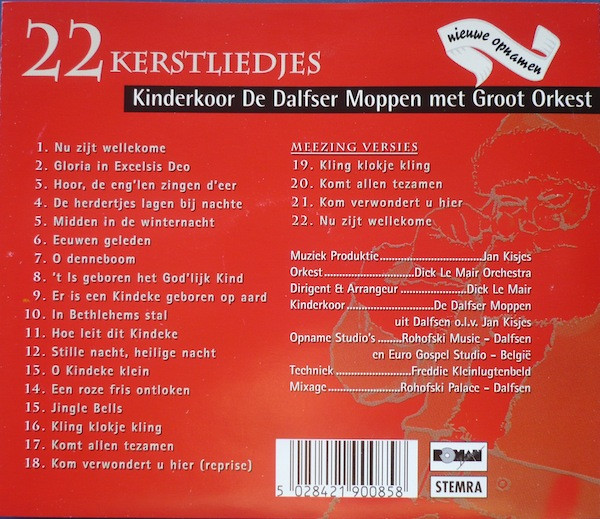 22 KERSTLIEDJES
nieuwe opnamen
Kinderkoor De Dalfser Moppen met Groot Orkest
1. Nu zijt wellekome
2. Gloria in Excelsis Deo
3. Hoor, de eng'len zingen d'eer
4. De herdertjes lagen bij nachte
5. Midden in de winternacht
6. Eeuwen geleden
7. O denneboom
8. 't Is geboren het God'lijk Kind
9. Er is een Kindeke geboren op aard
10. In Bethlehems stal
11. Hoe leit dit Kindeke
12. Stille nacht, heilige nacht
13. O Kindeke klein
14. Een roze fris ontloken
15. Jingle Bells
16. Kling klokje kling
17. Komt allen tezamen
18. Kom verwondert u hier (reprise)
MEEZING VERSIES
19. Kling klokje kling
20. Komt allen tezamen
21. Kom verwondert u hier
22. Nu zijt wellekome
Muziek Produktie.......................Jan Kisjes
Orkest....................Dick Le Mair Orchestra
Dirigent & Arrangeur ..............Dick Le Mair
Kinderkoor ...................De Dalfser Moppen
uit Dalfsen o.l.v. Jan Kisjes
Opname Studio's ......Rohofski Music - Dalfsen
en Euro Gospel Studio - België
Techniek .................Freddie Kleinlugtenbeld
Mixage.................Rohofski Palace - Dalfsen
5 028421 900858
ROMAN
STEMRA